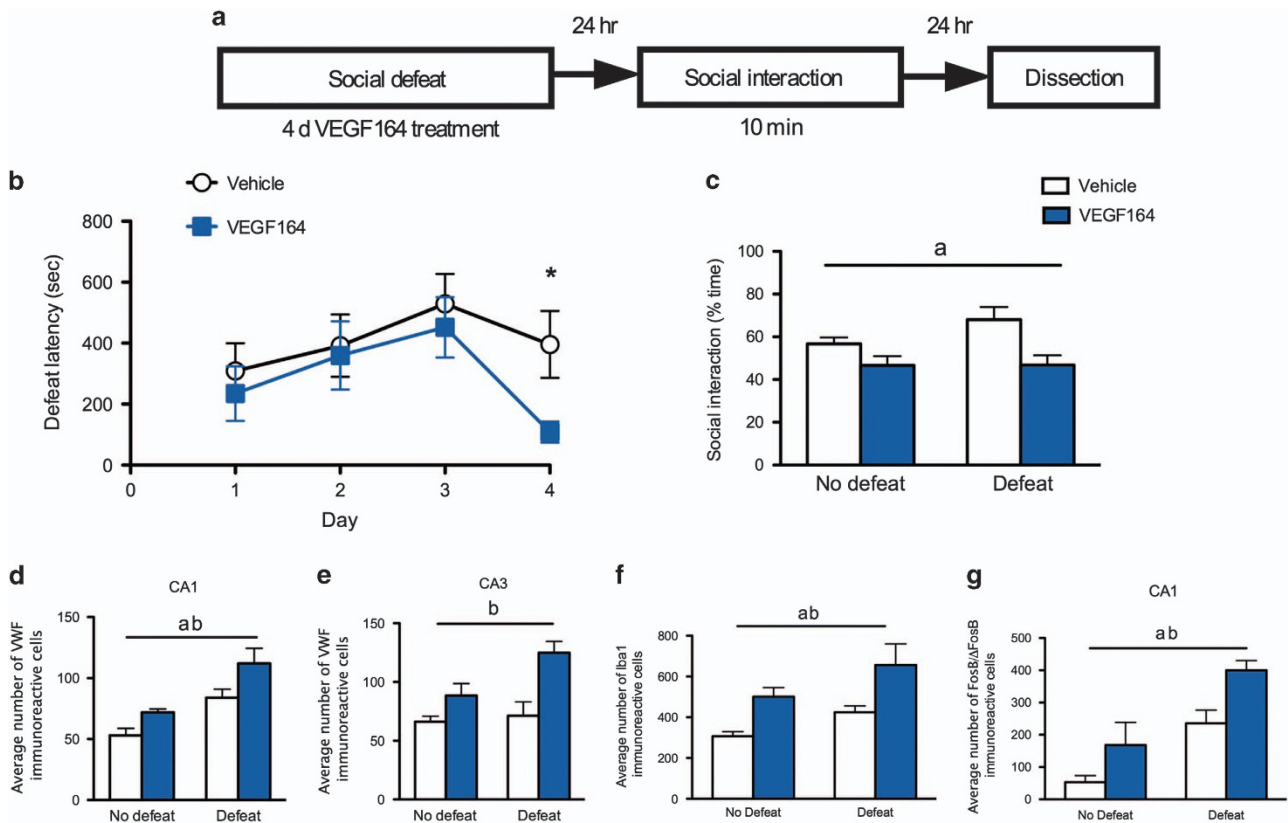 a
24 hr
24 hr
Social defeat
Social interaction
Dissection
4 d VEGF164 treatment
10 min
b
Vehicle
VEGF164
Defeat latency (sec)
800
600
400
200
0
*
0
1
2
3
4
Day
c
Vehicle
VEGF164
Social interaction (% time)
100
80
60
40
20
0
a
No defeat
Defeat
d
CA1
Average number of VWF
immunoreactive cells
150
100
50
0
ab
No defeat
Defeat
e
CA3
Average number of VWF
immunoreactive cells
150
100
50
0
b
No defeat
Defeat
f
Average number of Iba1
immunoreactive cells
800
600
400
200
0
ab
No Defeat
Defeat
g
CA1
Average number of FosB/ΔFosB
immunoreactive cells
500
400
300
200
100
0
ab
No Defeat
Defeat